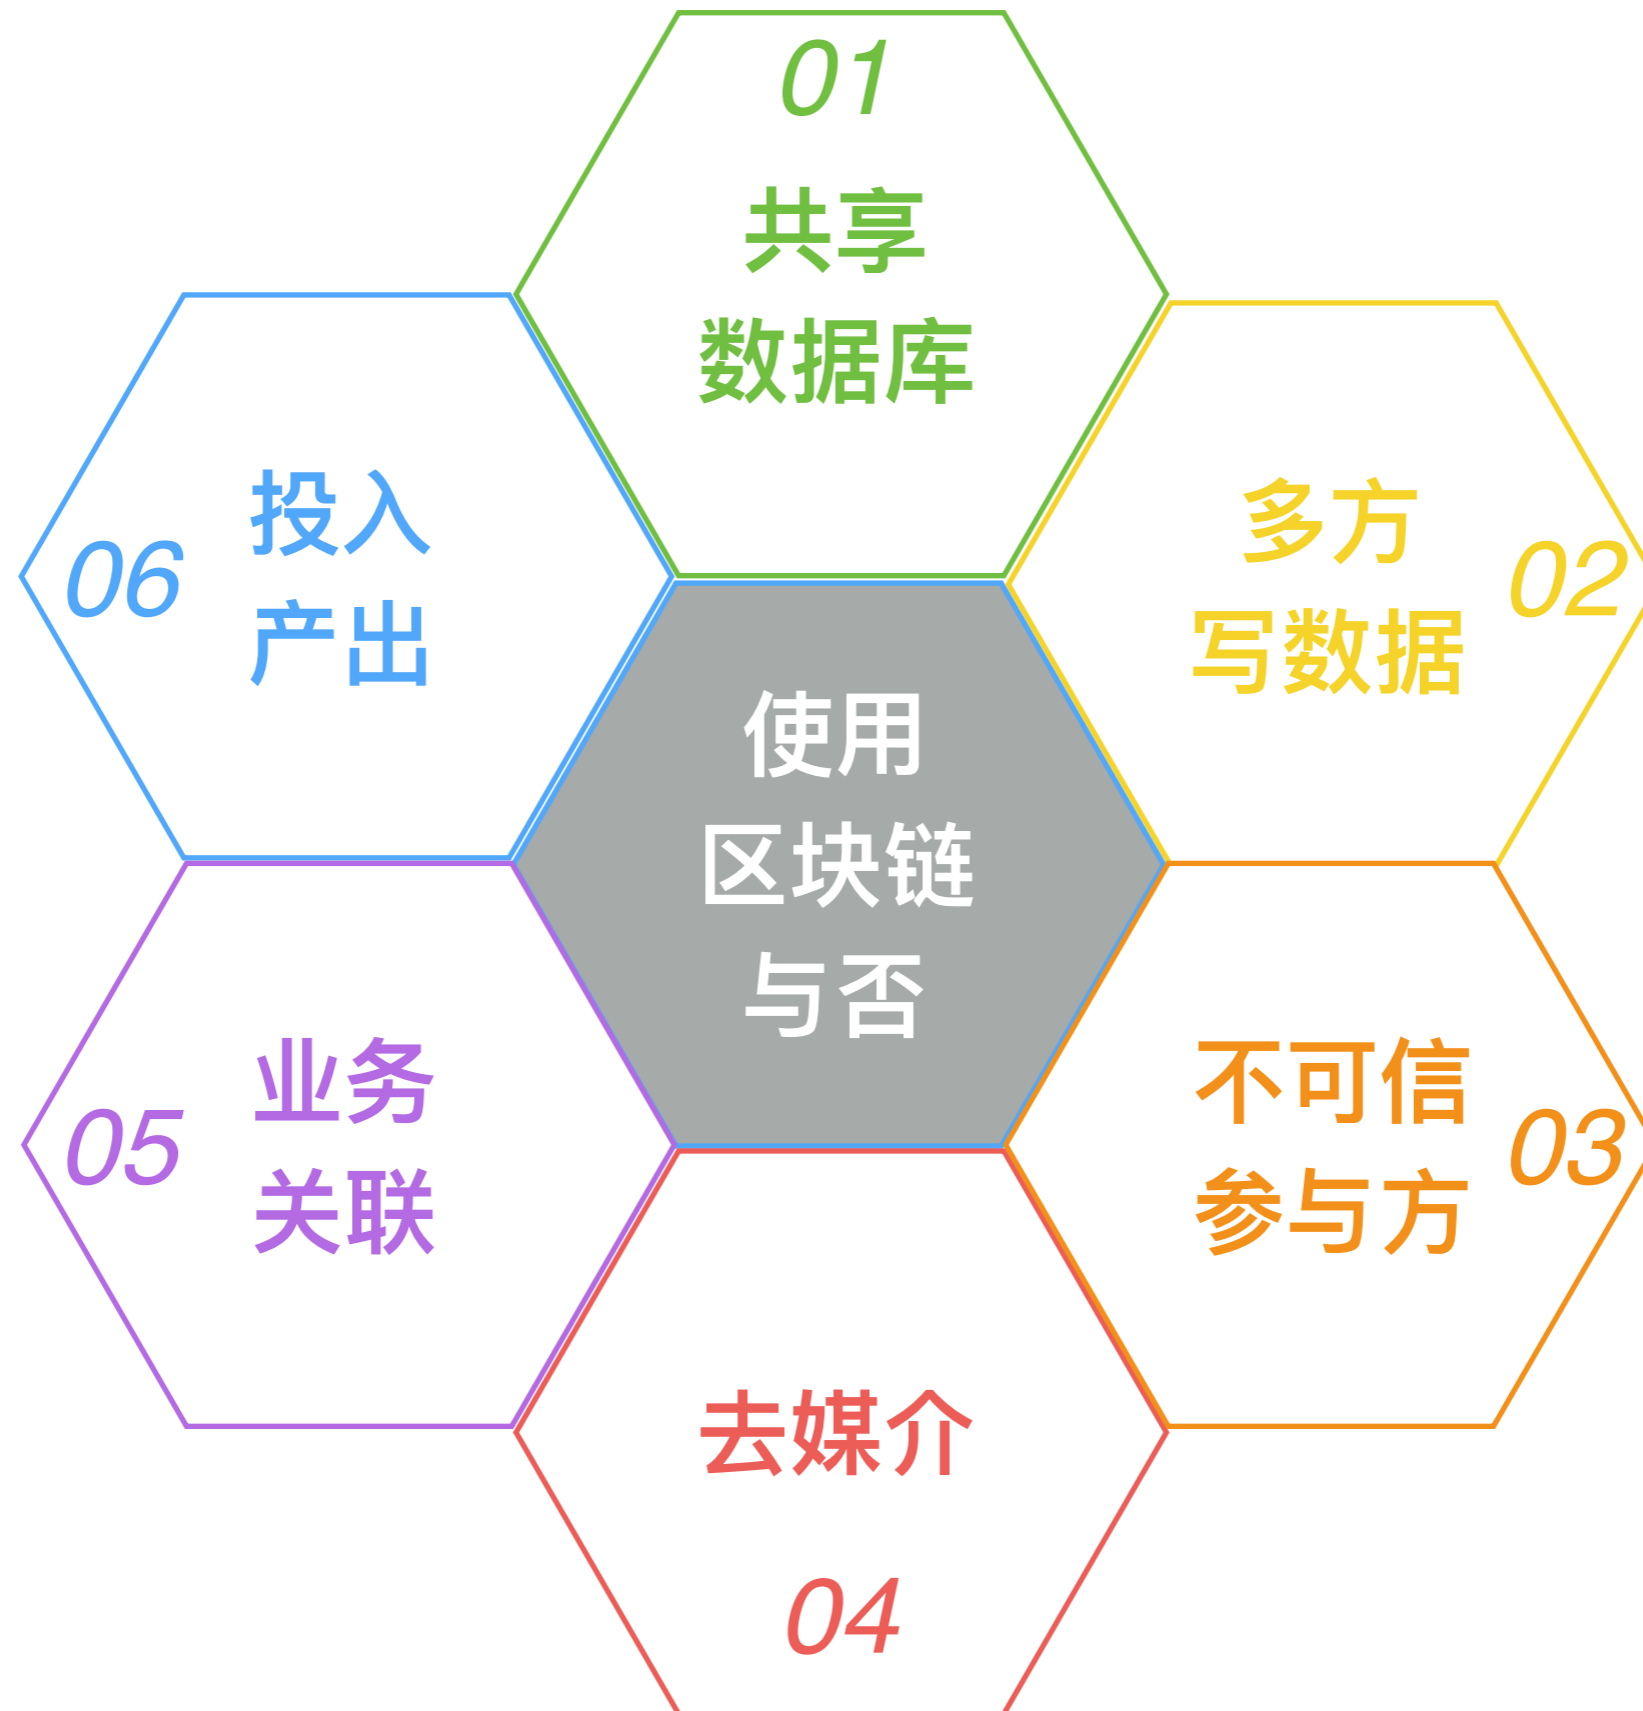 01
共享
数据库
多方
写数据
02
不可信
参与方
03
去媒介
04
业务
关联
05
投入
产出
06
使用
区块链
与否